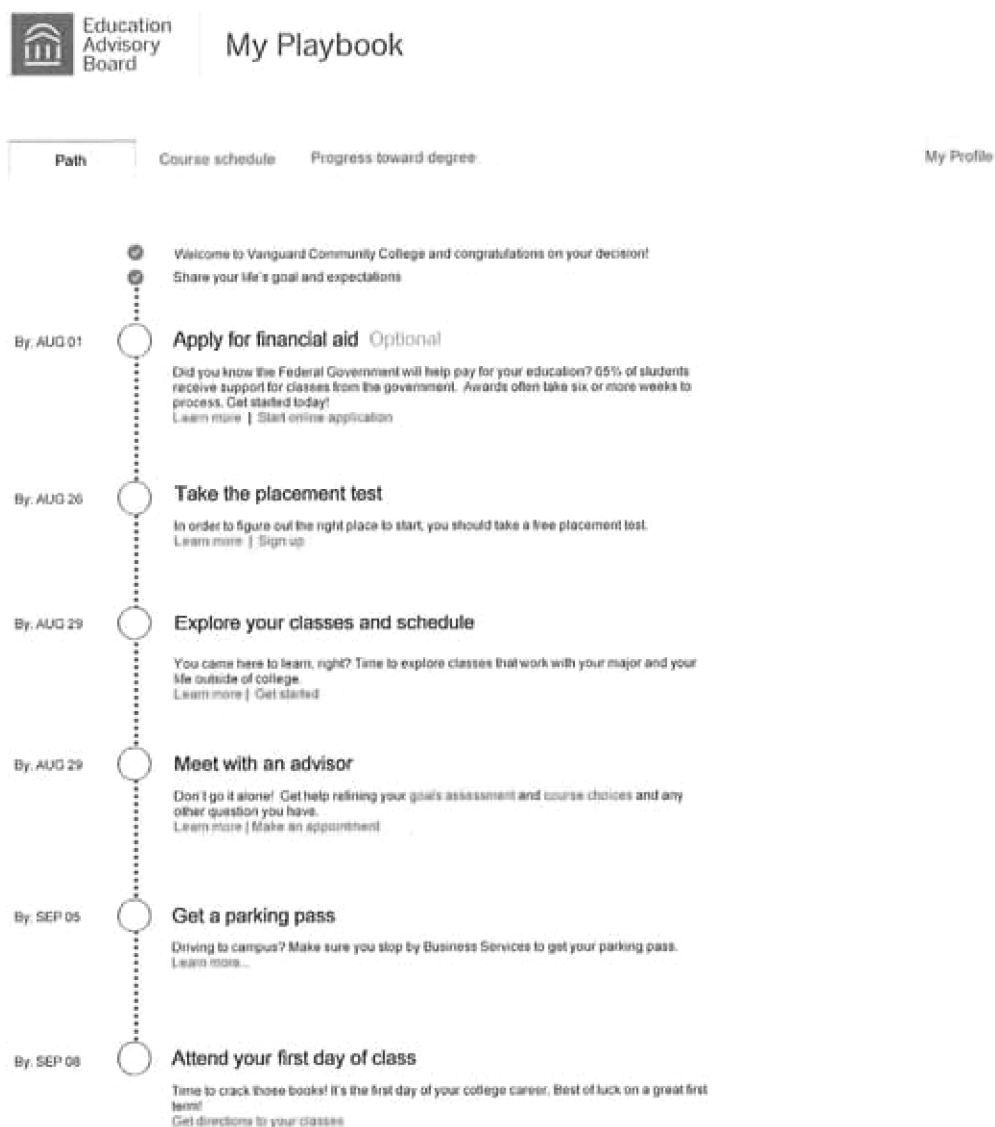 Education
Advisory
Board
My Playbook
Path
Course schedule
Progress toward degree
My Profile
Welcome to Vanguard Community College and congratulations on your decision!
Share your life's goal and expectations
By: AUG 01
Apply for financial aid Optional
Did you know the Federal Government will help pay for your education? 65% of students
receive support for classes from the government. Awards often take six or more weeks to
process. Get started today!
Learn more | Start online application
By: AUG 26
Take the placement test
In order to figure out the right place to start, you should take a free placement test.
Learn more | Sign up
By: AUG 29
Explore your classes and schedule
You came here to learn, right? Time to explore classes that work with your major and your
life outside of college.
Learn more | Get started
By: AUG 29
Meet with an advisor
Don't go it alone! Get help refining your goals assessment and course choices and any
other question you have.
Learn more | Make an appointment
By: SEP 05
Get a parking pass
Driving to campus? Make sure you stop by Business Services to get your parking pass.
Learn more...
By: SEP 08
Attend your first day of class
Time to crack those books! It's the first day of your college career. Best of luck on a great first
term!
Get directions to your classes